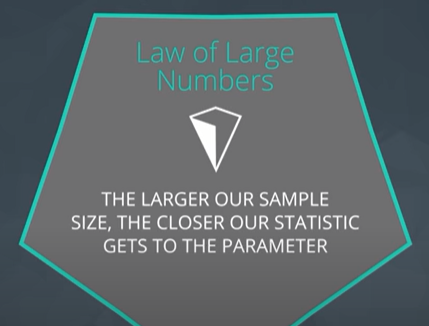 Law of Large
Numbers
THE LARGER OUR SAMPLE
SIZE, THE CLOSER OUR STATISTIC
GETS TO THE PARAMETER